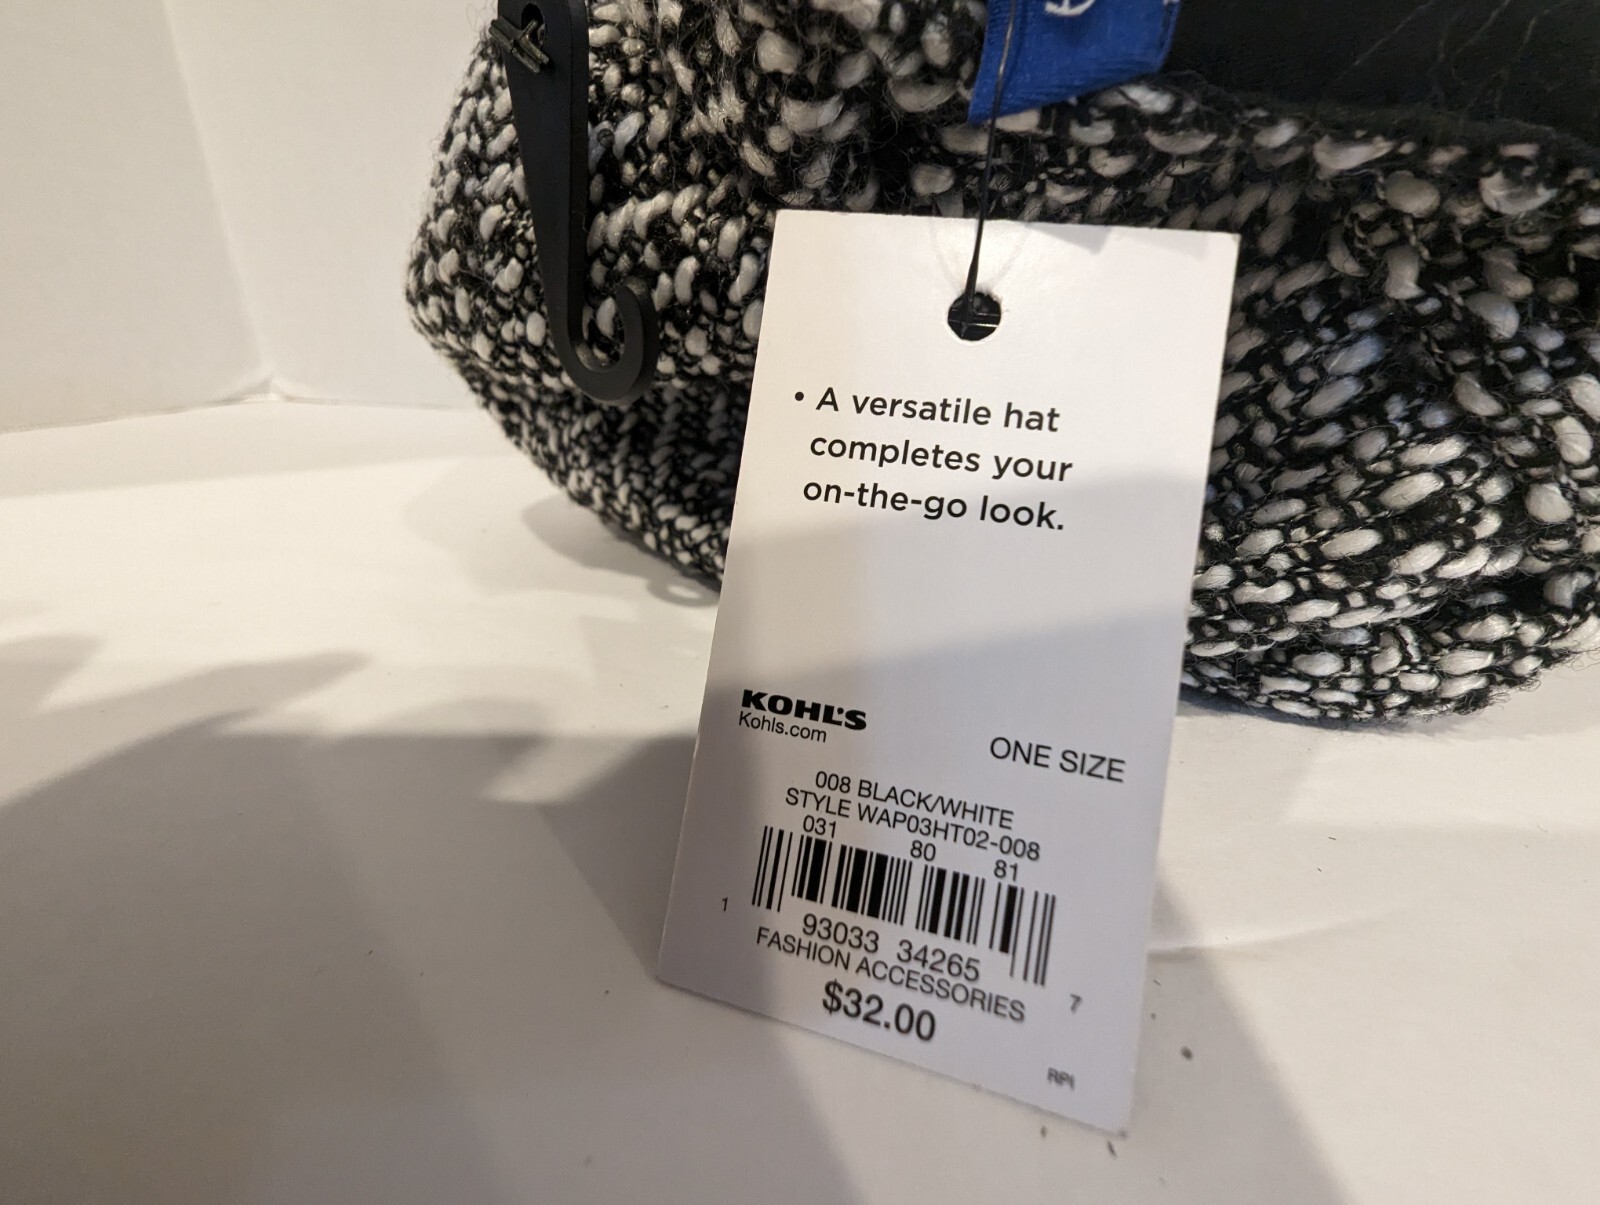 • A versatile hat
completes your
on-the-go look.
KOHL'S
Kohls.com
ONE SIZE
008 BLACK/WHITE
STYLE WAP03HT02-008
031 80 81
1 93033 34265 7
FASHION ACCESSORIES
$32.00
RPI